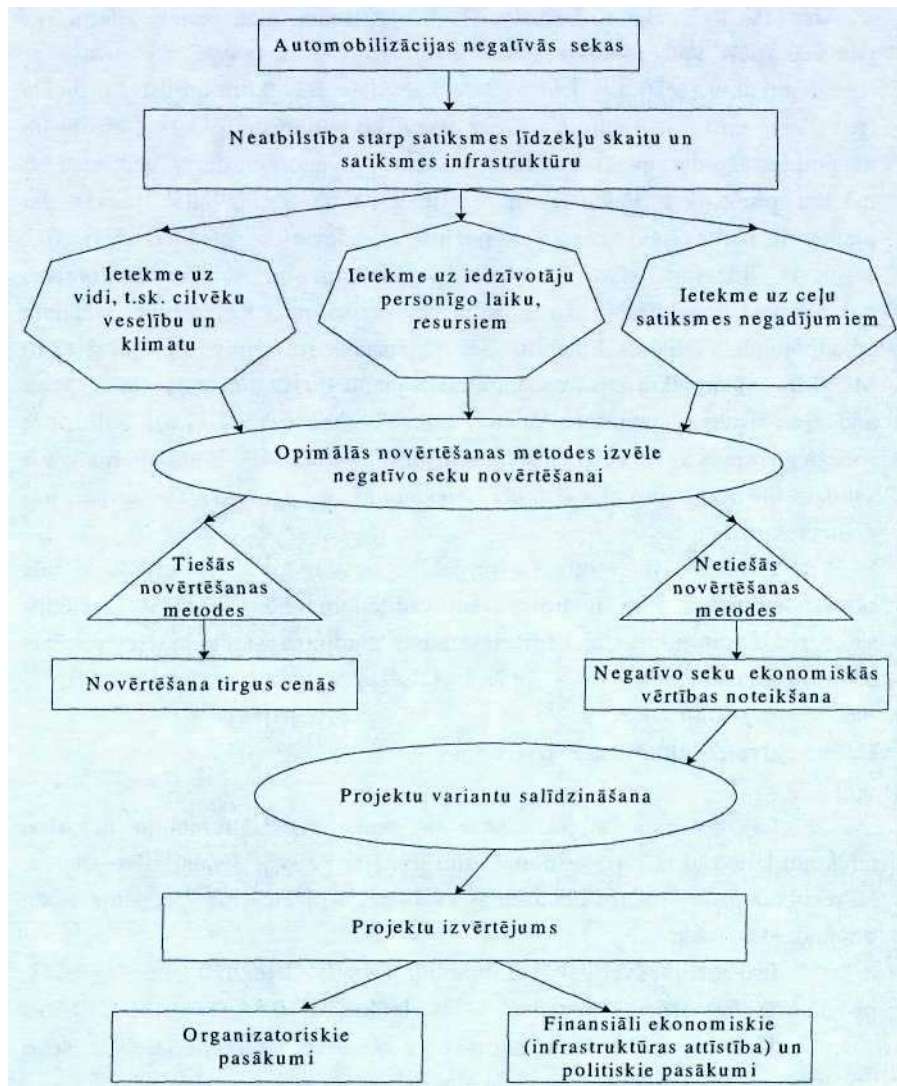 Automobilizācijas negatīvās sekas
Neatbilstība starp satiksmes līdzekļu skaitu un
satiksmes infrastruktūru
Ietekme uz
vidi, t.sk. cilvēku
veselību un
klimatu
Ietekme uz iedzīvotāju
personīgo laiku,
resursiem
Ietekme uz ceļu
satiksmes negadījumiem
Opimālās novērtēšanas metodes izvēle
negatīvo seku novērtēšanai
Tiešās
novērtēšanas
metodes
Netiešās
novērtēšanas
metodes
Novērtēšana tirgus cenās
Negatīvo seku ekonomiskās
vērtības noteikšana
Projektu variantu salīdzināšana
Projektu izvērtējums
Organizatoriskie
pasākumi
Finansiāli ekonomiskie
(infrastruktūras attīstība) un
politiskie pasākumi